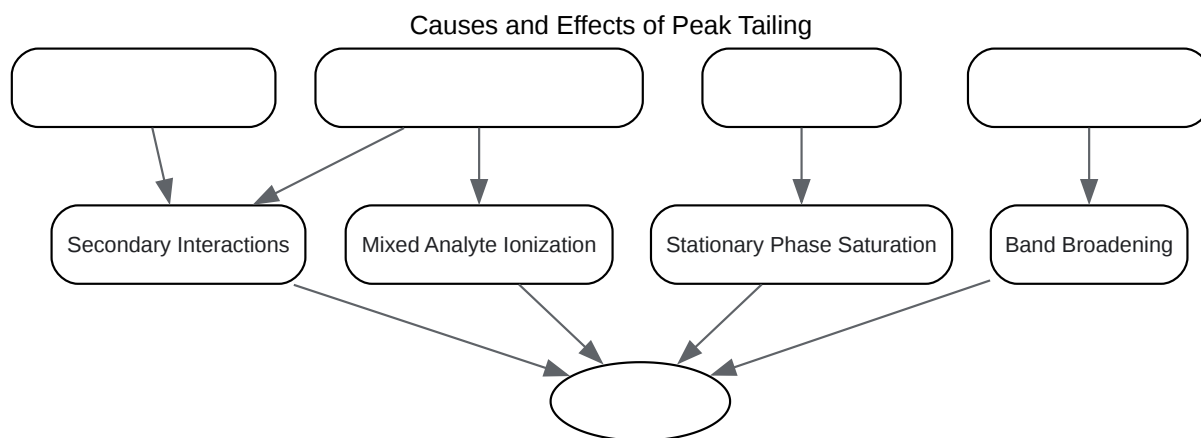 Causes and Effects of Peak Tailing
Secondary Interactions
Mixed Analyte Ionization
Stationary Phase Saturation
Band Broadening